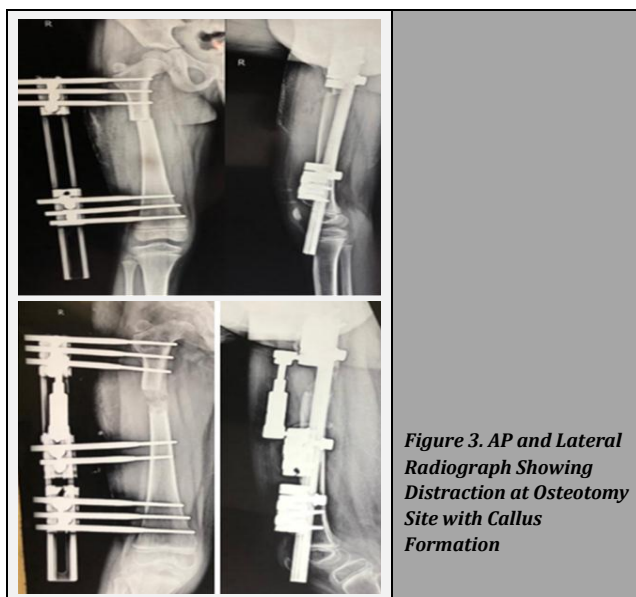 R
R
R
Figure 3. AP and Lateral
Radiograph Showing
Distraction at Osteotomy
Site with Callus
Formation